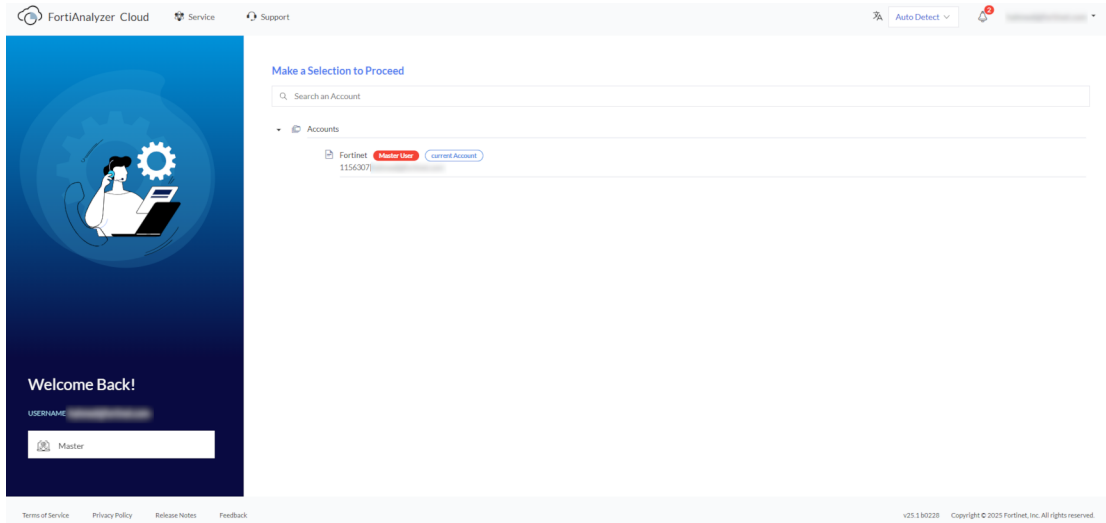 FortiAnalyzer Cloud Service Support Auto Detect 2
Make a Selection to Proceed
Search an Account
Accounts
Fortinet Master User current Account
1156307
Welcome Back!
USERNAME
Master
Terms of Service Privacy Policy Release Notes Feedback v25.1 b0228 Copyright © 2025 Fortinet, Inc. All rights reserved.